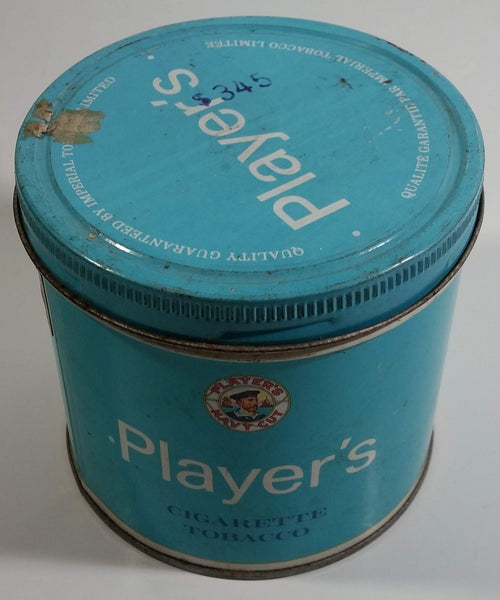 QUALITÉ GARANTIE PAR IMPERIAL TOBACCO LIMITEE
$345
Player's
QUALITY GUARANTEED BY IMPERIAL TO LIMITED
PLAYER'S
NAVY CUT
Player's
CIGARETTE
TOBACCO